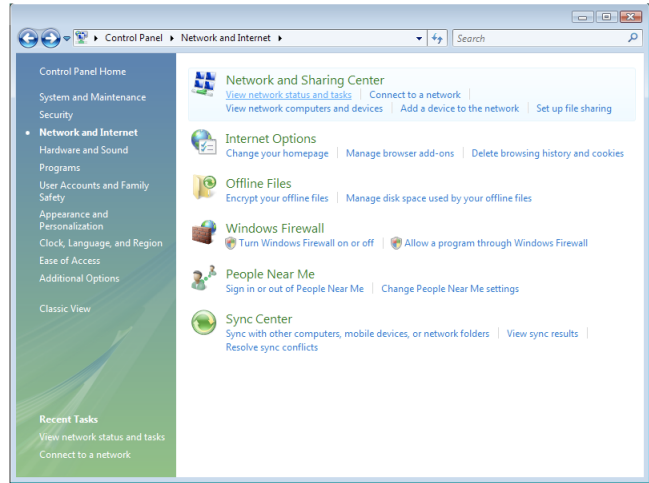 Control Panel ▸ Network and Internet ▸
Search
Control Panel Home
System and Maintenance
Security
Network and Internet
Hardware and Sound
Programs
User Accounts and Family
Safety
Appearance and
Personalization
Clock, Language, and Region
Ease of Access
Additional Options
Classic View
Recent Tasks
View network status and tasks
Connect to a network
Network and Sharing Center
View network status and tasks | Connect to a network |
View network computers and devices | Add a device to the network | Set up file sharing
Internet Options
Change your homepage | Manage browser add-ons | Delete browsing history and cookies
Offline Files
Encrypt your offline files | Manage disk space used by your offline files
Windows Firewall
Turn Windows Firewall on or off | Allow a program through Windows Firewall
People Near Me
Sign in or out of People Near Me | Change People Near Me settings
Sync Center
Sync with other computers, mobile devices, or network folders | View sync results |
Resolve sync conflicts